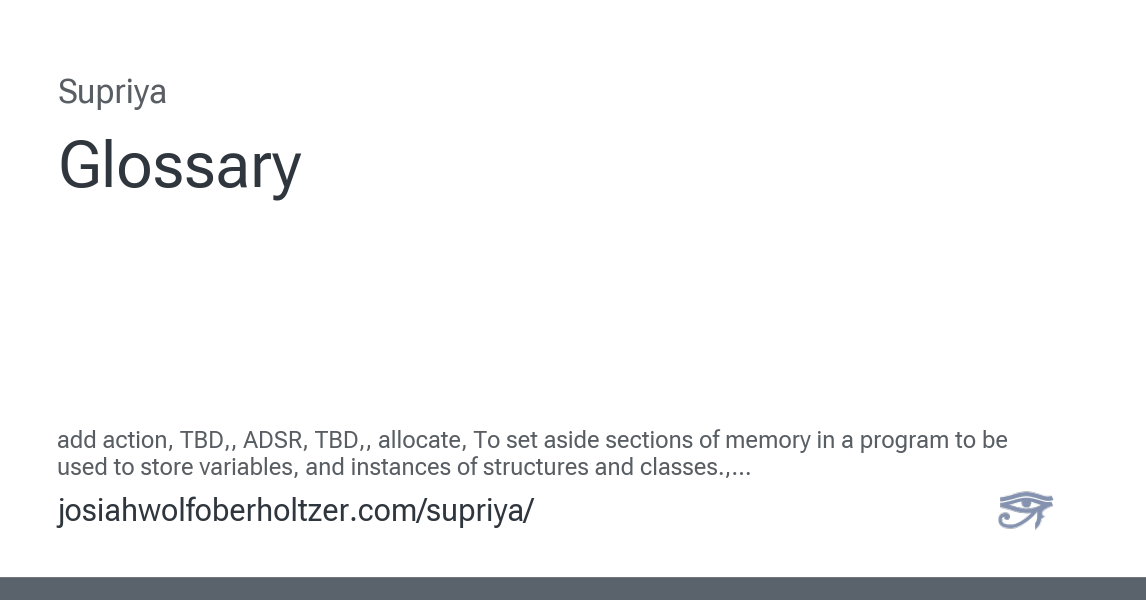 Supriya
Glossary
add action, TBD,, ADSR, TBD,, allocate, To set aside sections of memory in a program to be
used to store variables, and instances of structures and classes.,...
josiahwolfoberholtzer.com/supriya/